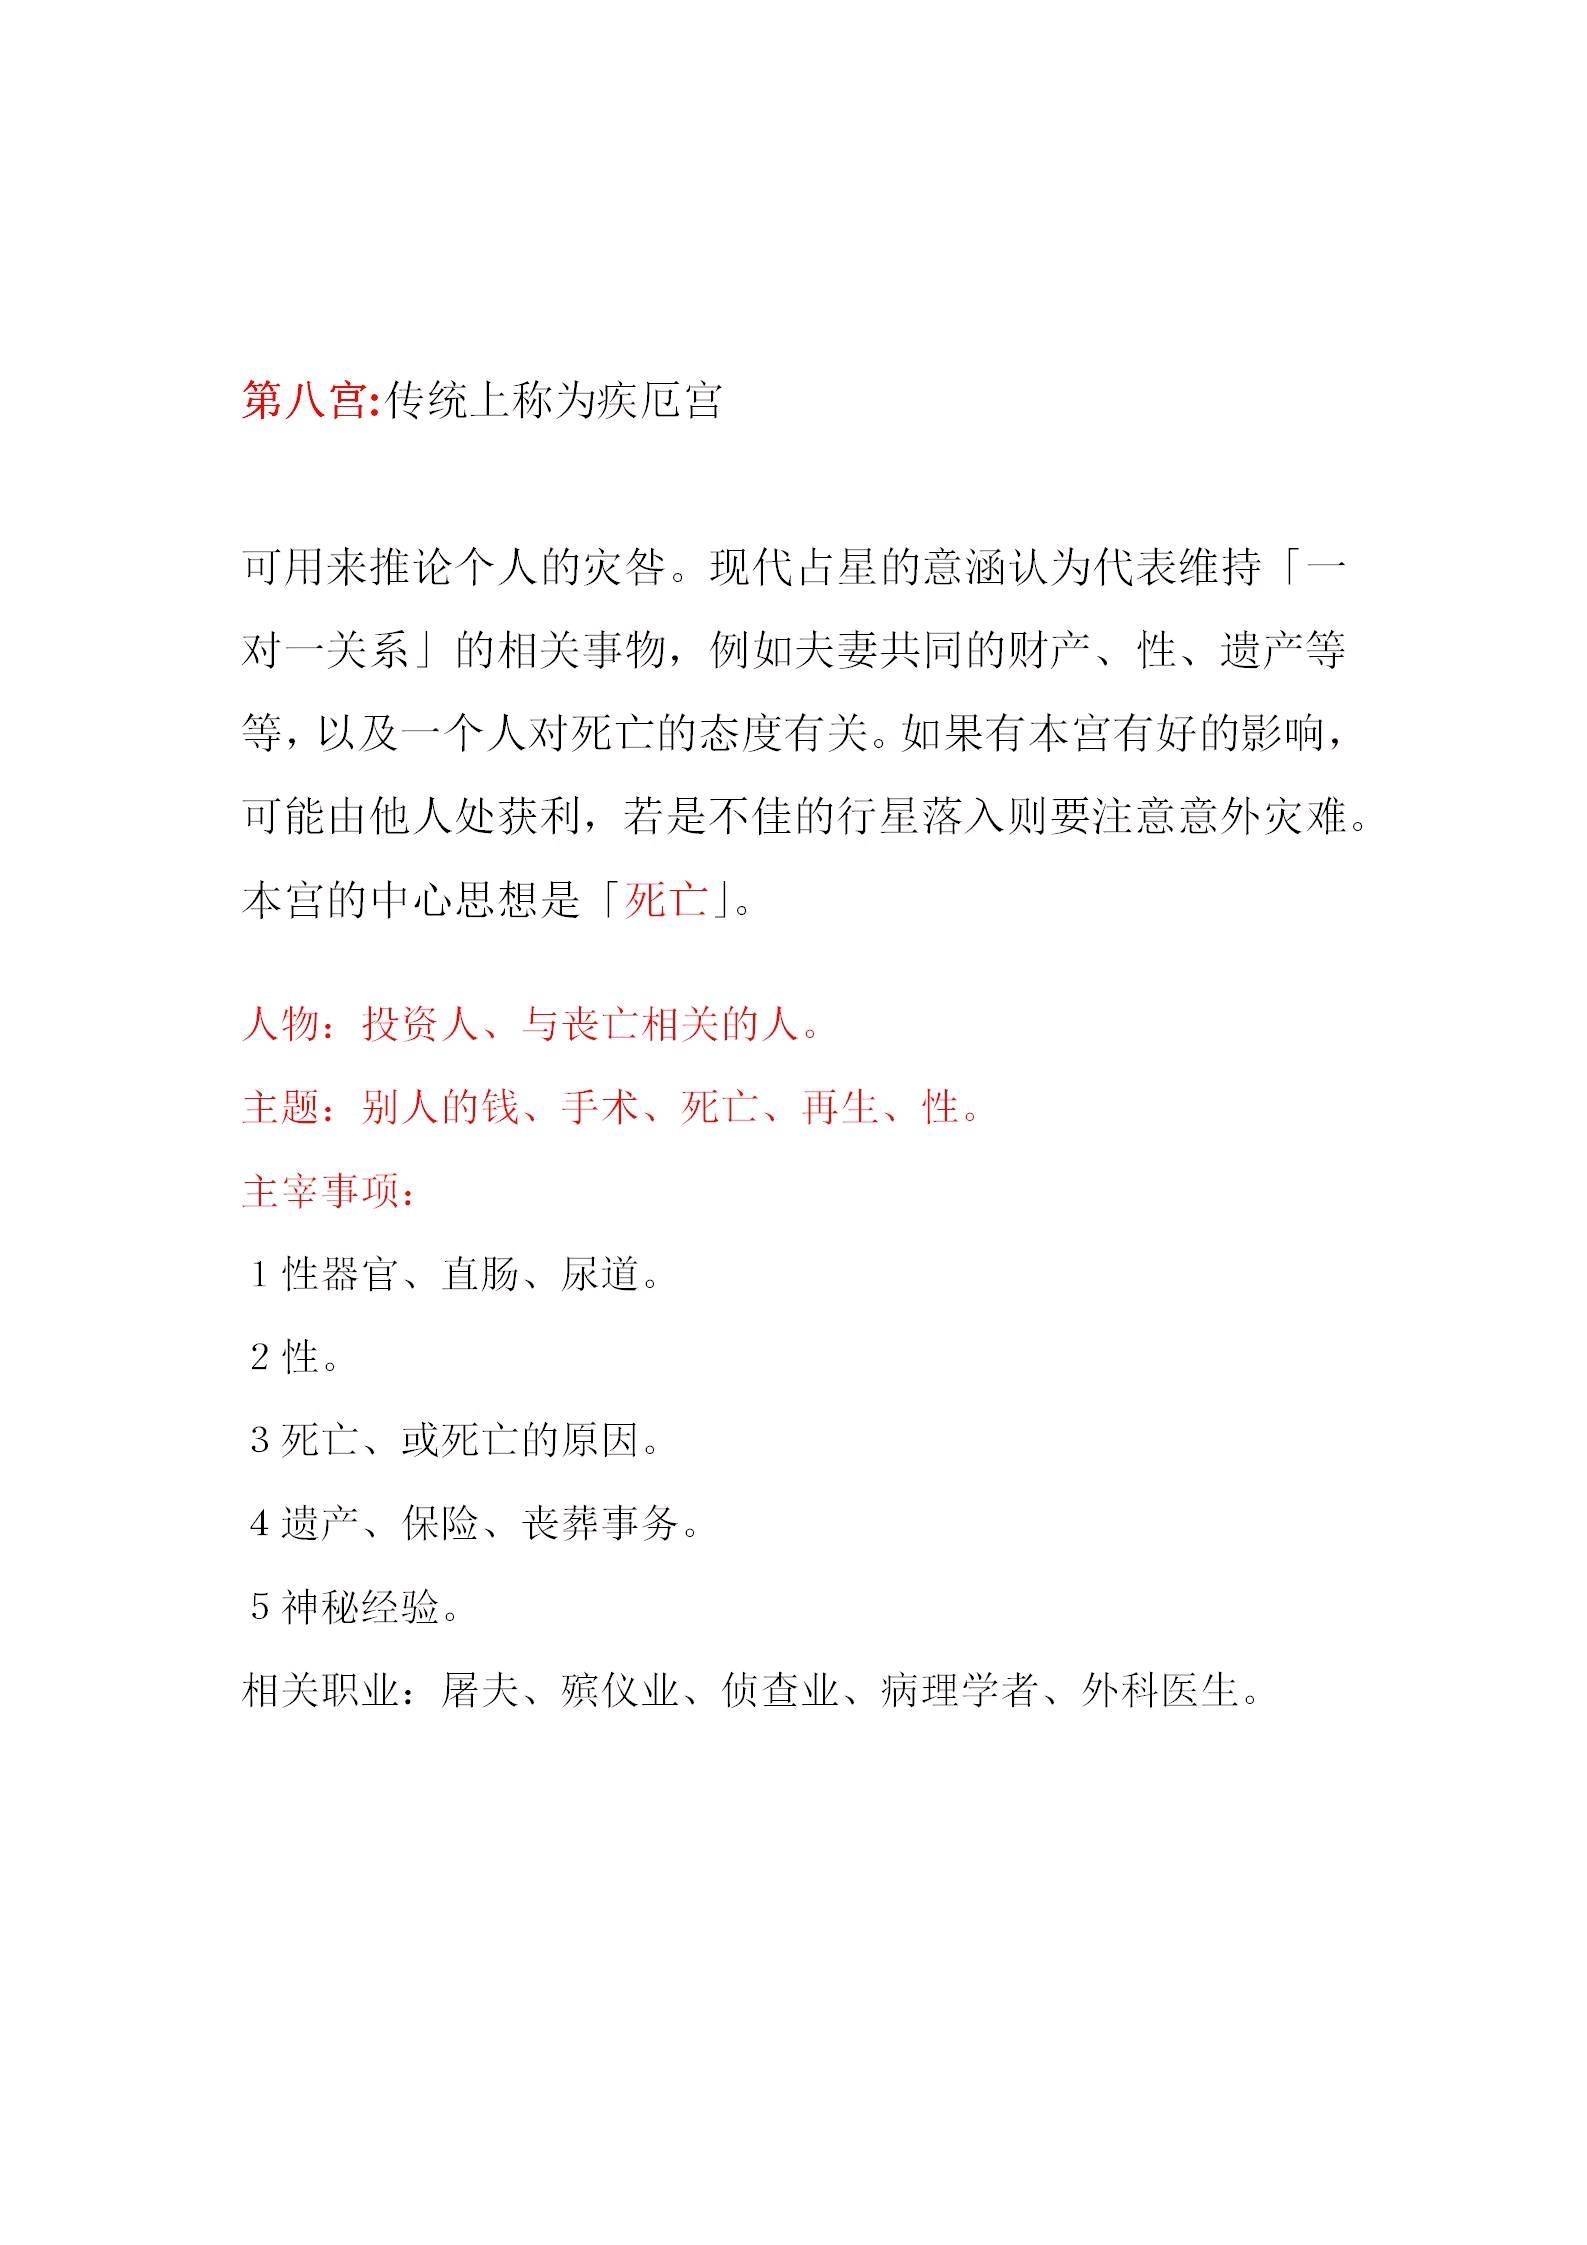 第八宫:传统上称为疾厄宫
可用来推论个人的灾咎。现代占星的意涵认为代表维持「一
对一关系」的相关事物，例如夫妻共同的财产、性、遗产等
等，以及一个人对死亡的态度有关。如果有本宫有好的影响，
可能由他人处获利，若是不佳的行星落入则要注意意外灾难。
本宫的中心思想是「死亡」。
人物：投资人、与丧亡相关的人。
主题：别人的钱、手术、死亡、再生、性。
主宰事项：
1 性器官、直肠、尿道。
2 性。
3 死亡、或死亡的原因。
4 遗产、保险、丧葬事务。
5 神秘经验。
相关职业：屠夫、殡仪业、侦查业、病理学者、外科医生。